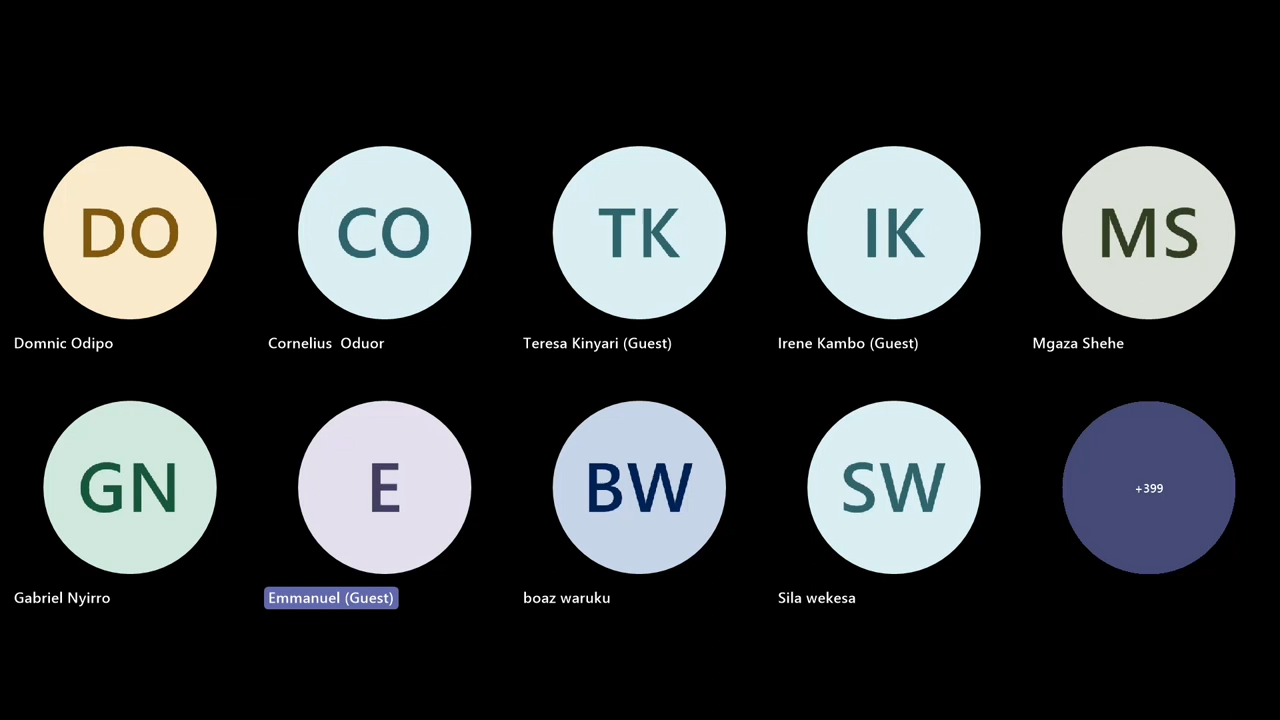 DO
CO
TK
IK
MS
Domnic Odipo
Cornelius  Oduor
Teresa Kinyari (Guest)
Irene Kambo (Guest)
Mgaza Shehe
GN
E
BW
SW
+399
Gabriel Nyirro
Emmanuel (Guest)
boaz waruku
Sila wekesa